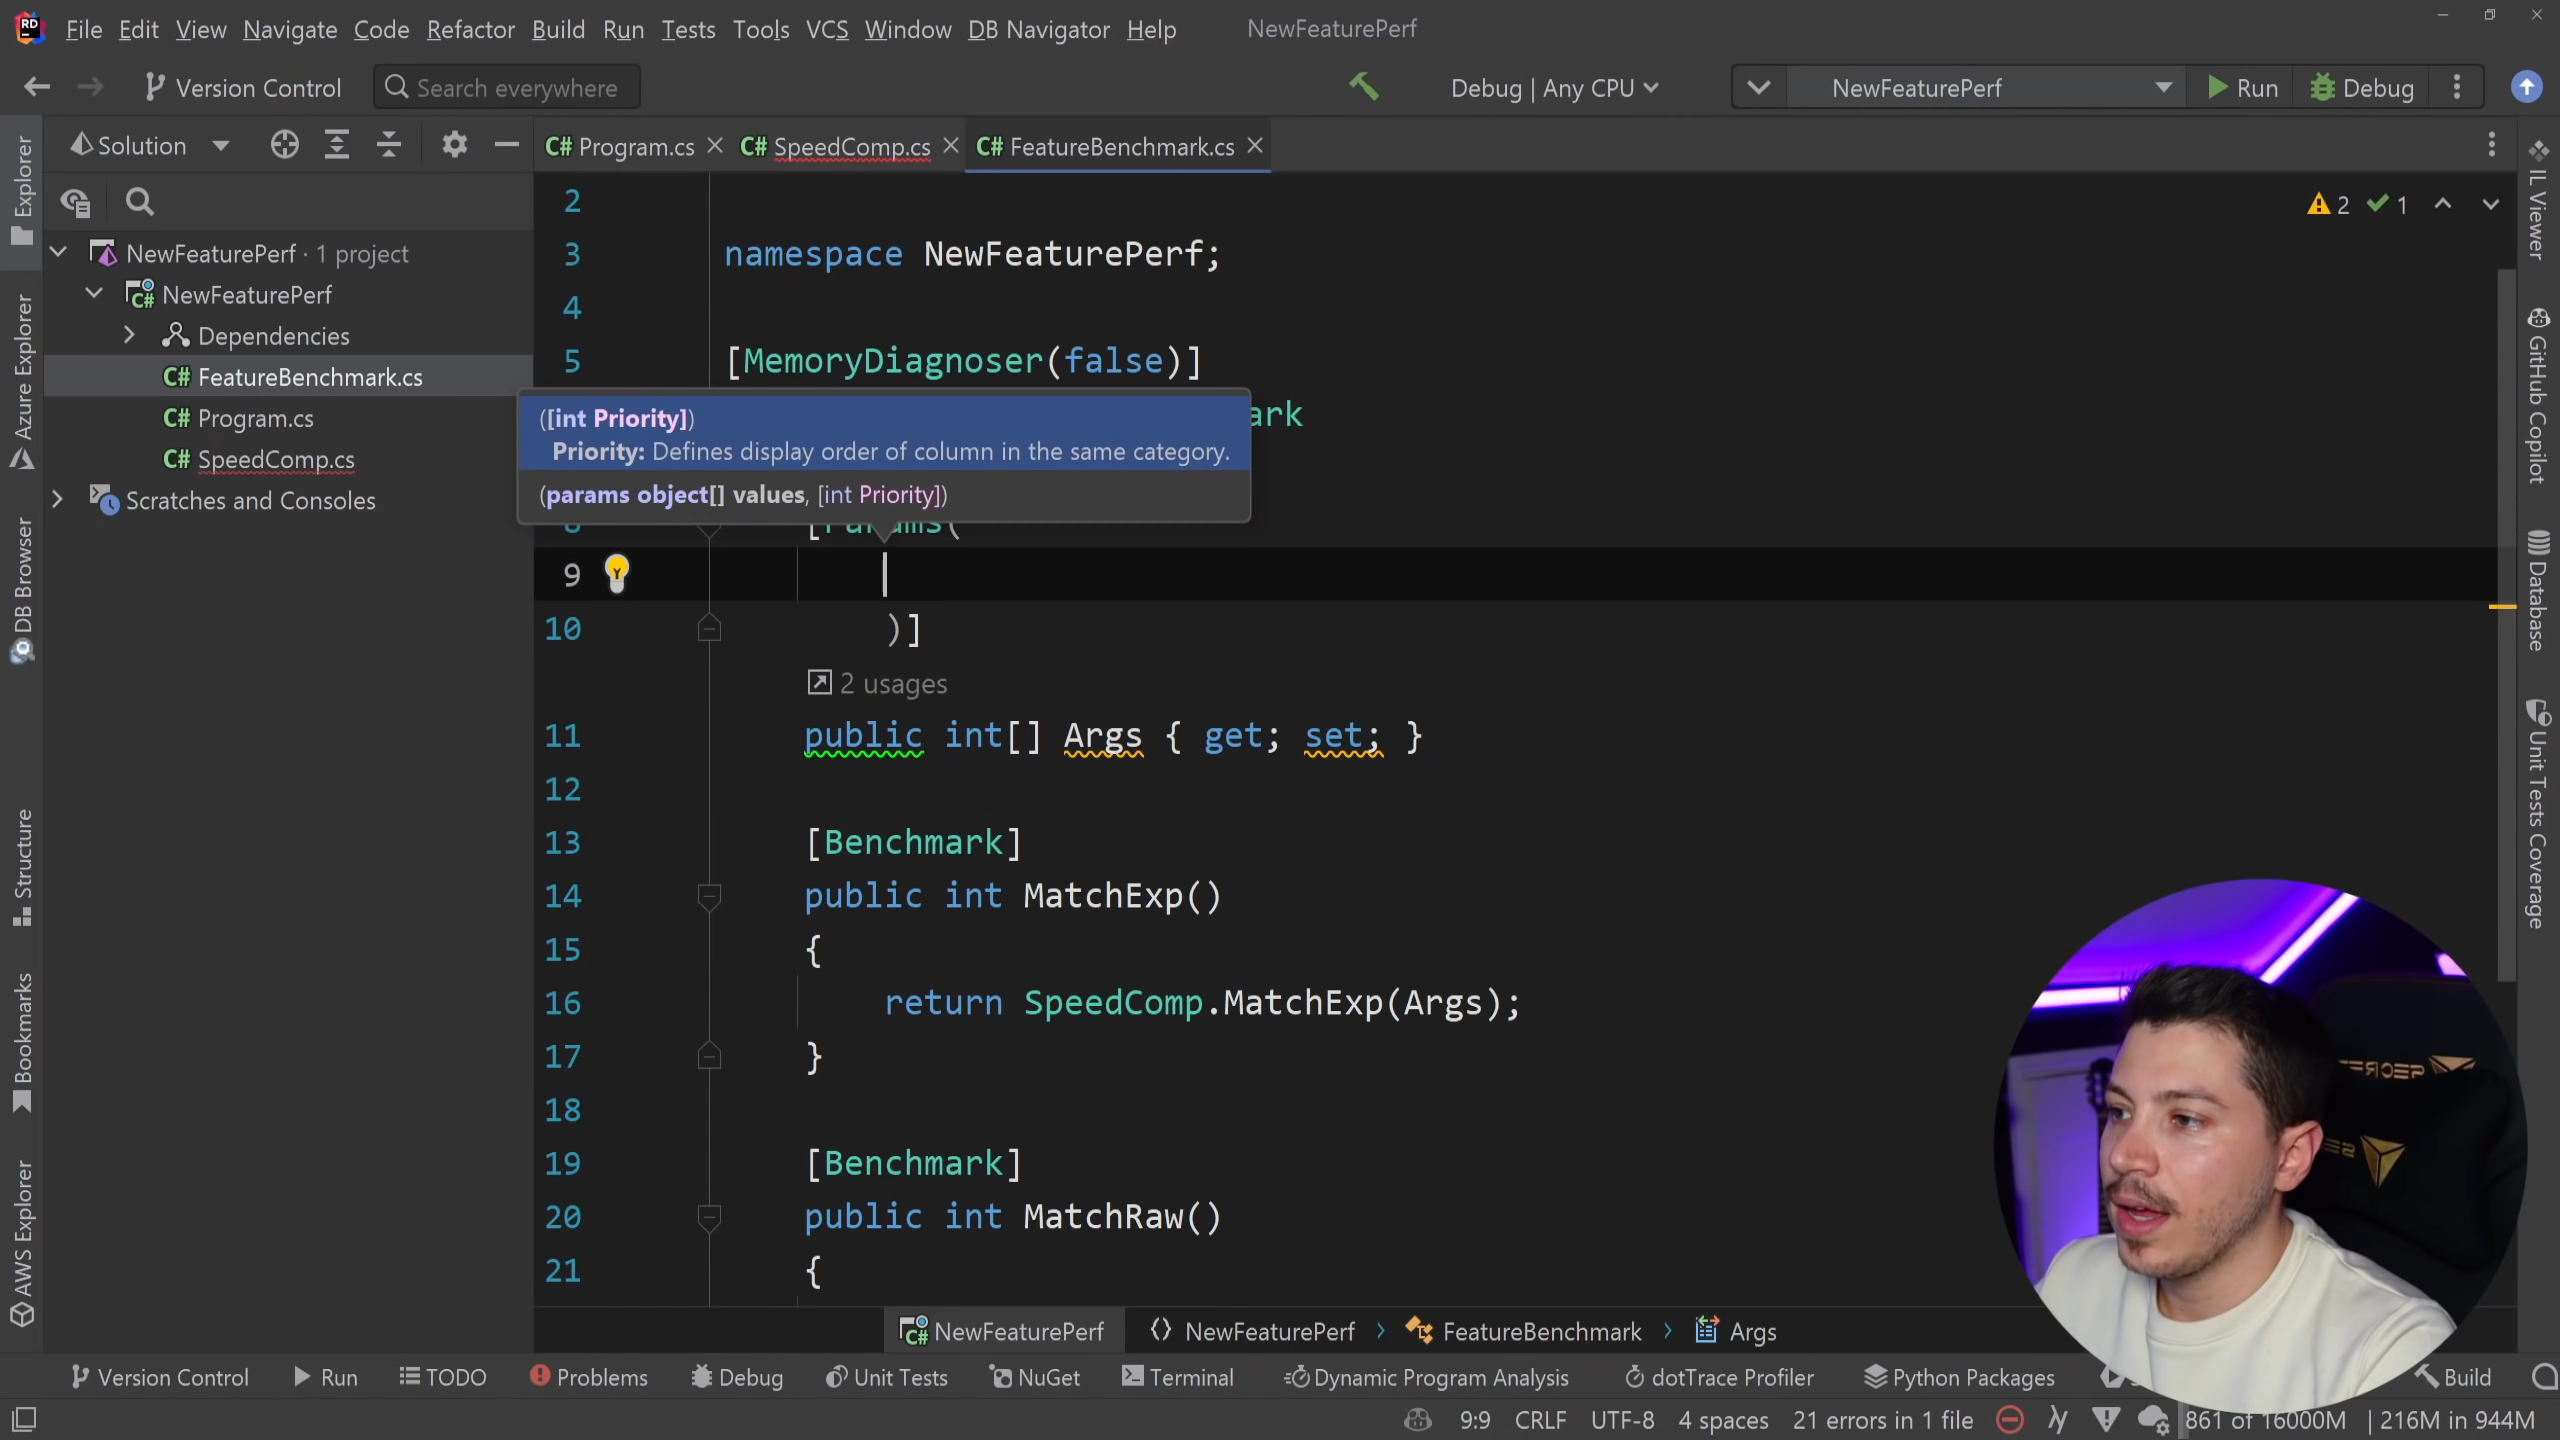 RD File Edit View Navigate Code Refactor Build Run Tests Tools VCS Window DB Navigator Help NewFeaturePerf
Version Control Search everywhere Debug | Any CPU NewFeaturePerf Run Debug
Solution
C# Program.cs C# SpeedComp.cs C# FeatureBenchmark.cs
Explorer
Azure Explorer
DB Browser
Structure
Bookmarks
AWS Explorer
NewFeaturePerf · 1 project
C# NewFeaturePerf
Dependencies
C# FeatureBenchmark.cs
C# Program.cs
C# SpeedComp.cs
Scratches and Consoles
2 1
2
3 namespace NewFeaturePerf;
4
5 [MemoryDiagnoser(false)]
ark
([int Priority])
Priority: Defines display order of column in the same category.
(params object[] values, [int Priority])
8 [Params(
9
10 )]
2 usages
11 public int[] Args { get; set; }
12
13 [Benchmark]
14 public int MatchExp()
15 {
16 return SpeedComp.MatchExp(Args);
17 }
18
19 [Benchmark]
20 public int MatchRaw()
21 {
IL Viewer
GitHub Copilot
Database
Unit Tests Coverage
C# NewFeaturePerf NewFeaturePerf FeatureBenchmark Args
Version Control Run TODO Problems Debug Unit Tests NuGet Terminal Dynamic Program Analysis dotTrace Profiler Python Packages Build
9:9 CRLF UTF-8 4 spaces 21 errors in 1 file 861 of 16000M | 216M in 944M